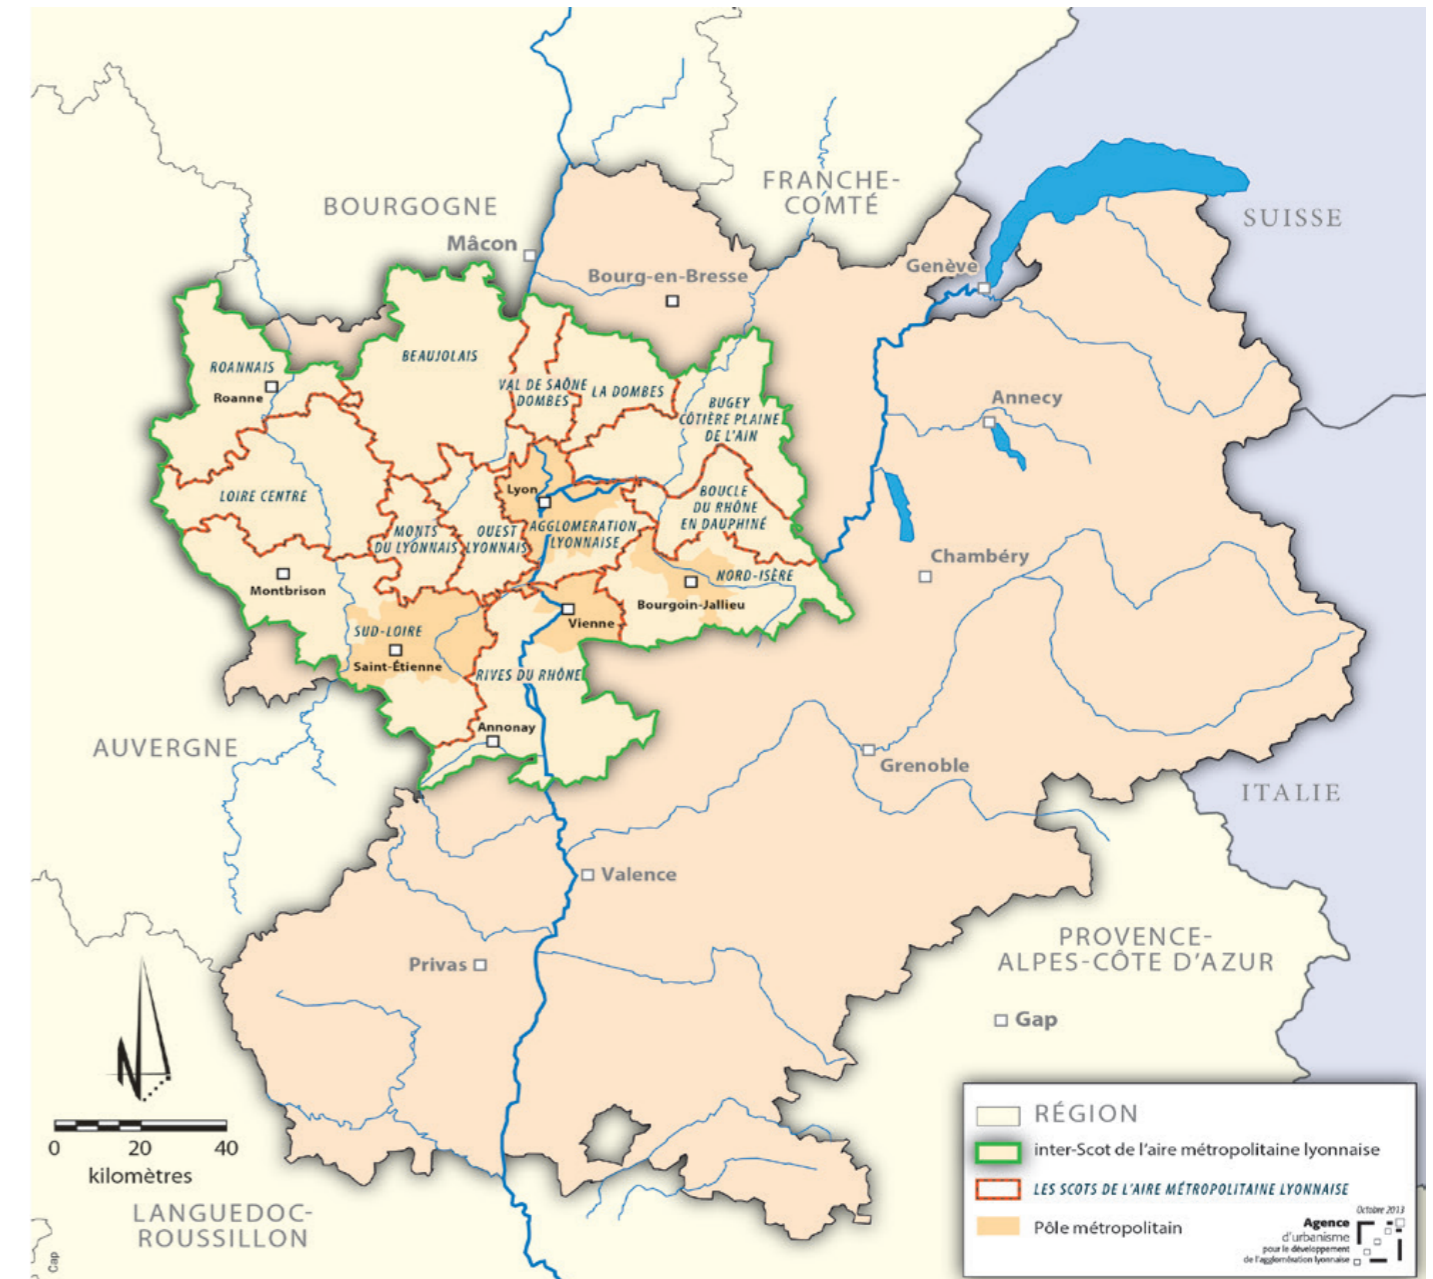 FRANCHE-
COMTÉ
BOURGOGNE
SUISSE
Mâcon
Genève
Bourg-en-Bresse
BEAUJOLAIS
ROANNAIS
Roanne
VAL DE SAÔNE
DOMBES
LA DOMBES
BUGEY
CÔTIÈRE PLAINE
DE L'AIN
Annecy
LOIRE CENTRE
Lyon
BOUCLE
DU RHÔNE
EN DAUPHINÉ
MONTS
DU LYONNAIS
OUEST
LYONNAIS
AGGLOMERATION
LYONNAISE
Chambéry
NORD-ISÈRE
Montbrison
Bourgoin-Jallieu
Vienne
SUD-LOIRE
Saint-Étienne
RIVES DU RHÔNE
Annonay
AUVERGNE
Grenoble
ITALIE
Valence
PROVENCE-
ALPES-CÔTE D'AZUR
Privas
Gap
N
0 20 40
kilomètres
LANGUEDOC-
ROUSSILLON
Gap
RÉGION
inter-Scot de l'aire métropolitaine lyonnaise
LES SCOTS DE L'AIRE MÉTROPOLITAINE LYONNAISE
Pôle métropolitain
Octobre 2013
Agence
d'urbanisme
pour le développement
de l'agglomération lyonnaise